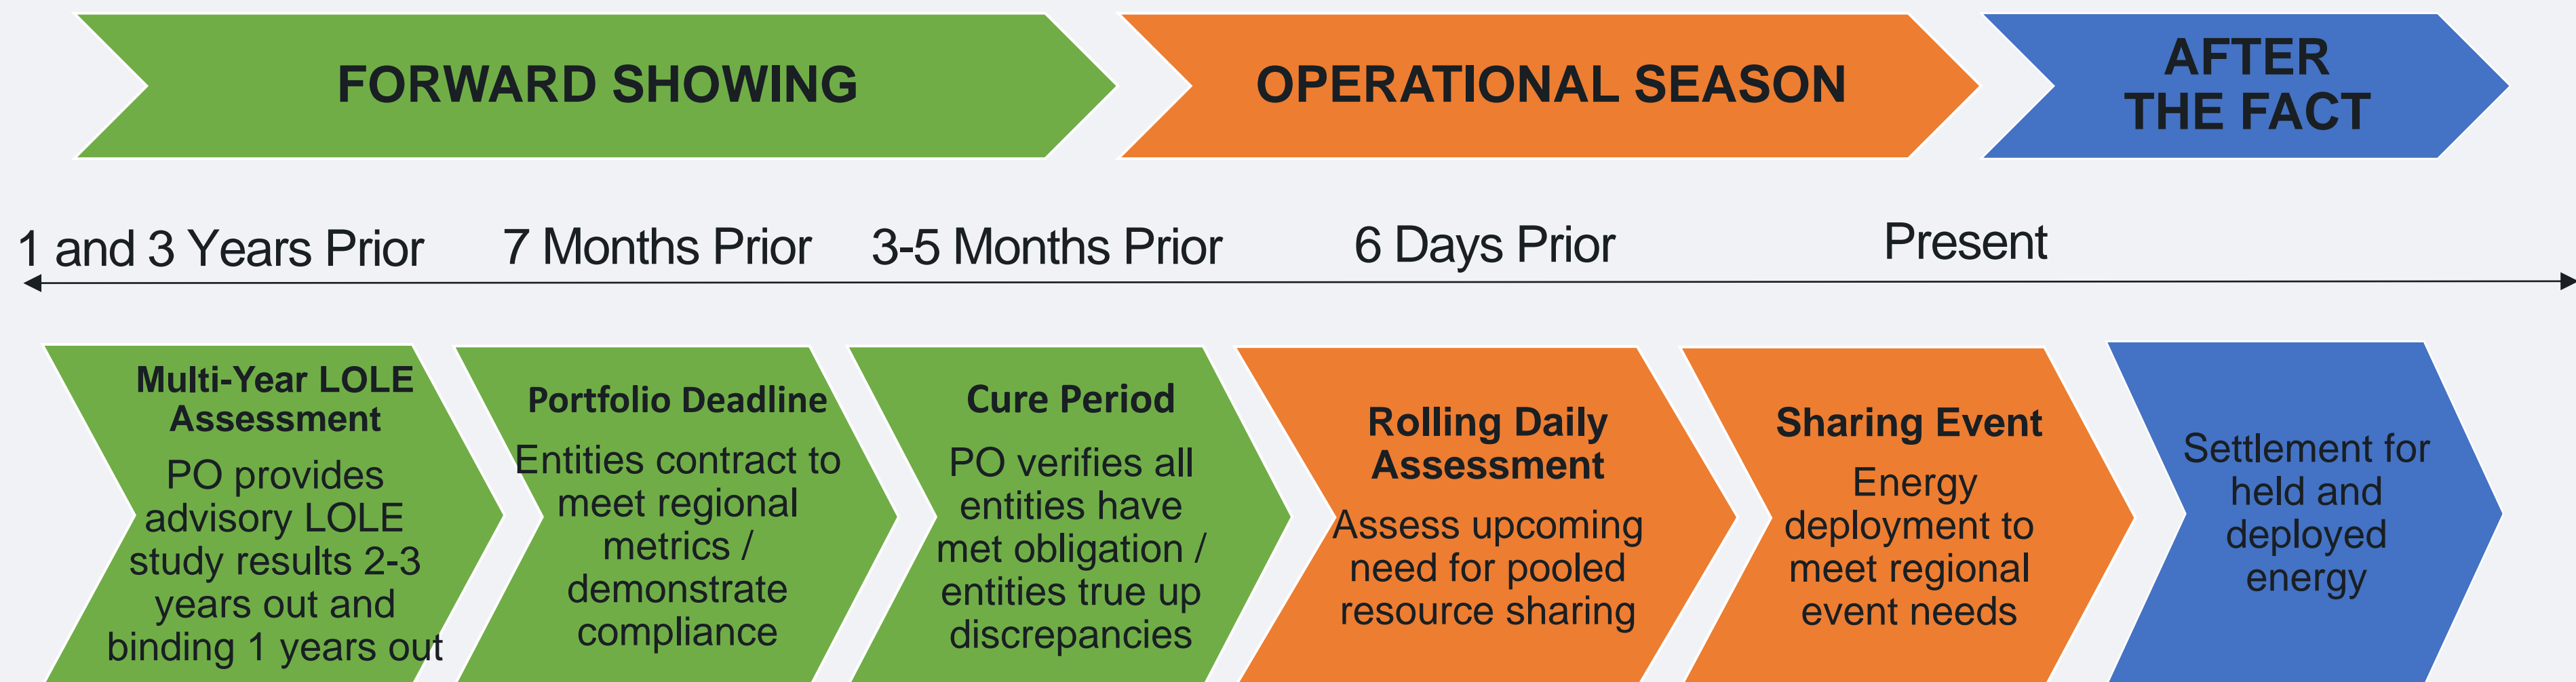 FORWARD SHOWING
OPERATIONAL SEASON
AFTER
THE FACT
1 and 3 Years Prior
7 Months Prior
3-5 Months Prior
6 Days Prior
Present
Multi-Year LOLE
Assessment
PO provides
advisory LOLE
study results 2-3
years out and
binding 1 years out
Portfolio Deadline
Entities contract to
meet regional
metrics /
demonstrate
compliance
Cure Period
PO verifies all
entities have
met obligation /
entities true up
discrepancies
Rolling Daily
Assessment
Assess upcoming
need for pooled
resource sharing
Sharing Event
Energy
deployment to
meet regional
event needs
Settlement for
held and
deployed
energy